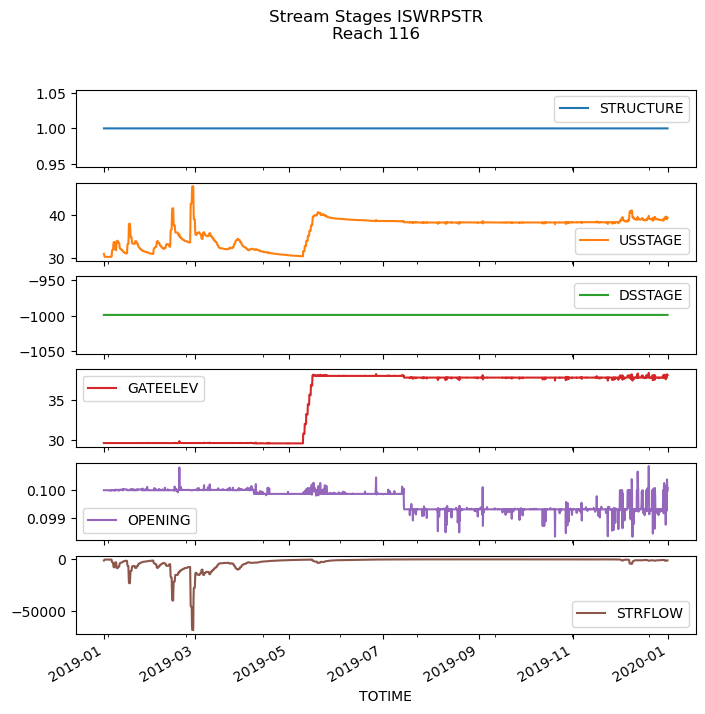 Stream Stages ISWRPSTR
Reach 116
1.05
1.00
0.95
STRUCTURE
40
30
USSTAGE
−950
−1000
−1050
DSSTAGE
35
30
GATEELEV
0.100
0.099
OPENING
0
−50000
STRFLOW
2019-01
2019-03
2019-05
2019-07
2019-09
2019-11
2020-01
TOTIME